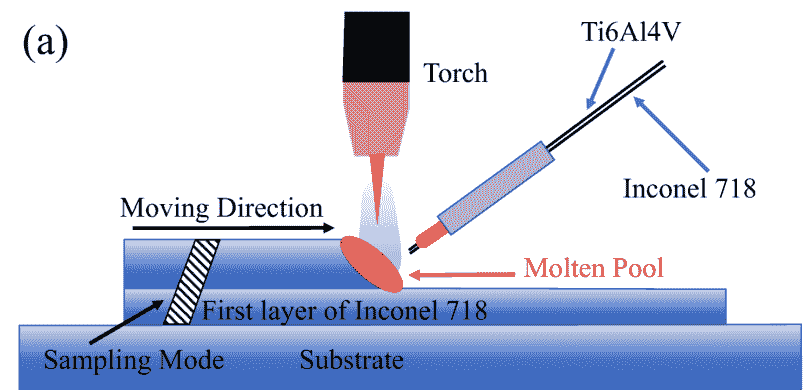 (a)
Ti6Al4V
Torch
Inconel 718
Moving Direction
Molten Pool
First layer of Inconel 718
Sampling Mode
Substrate